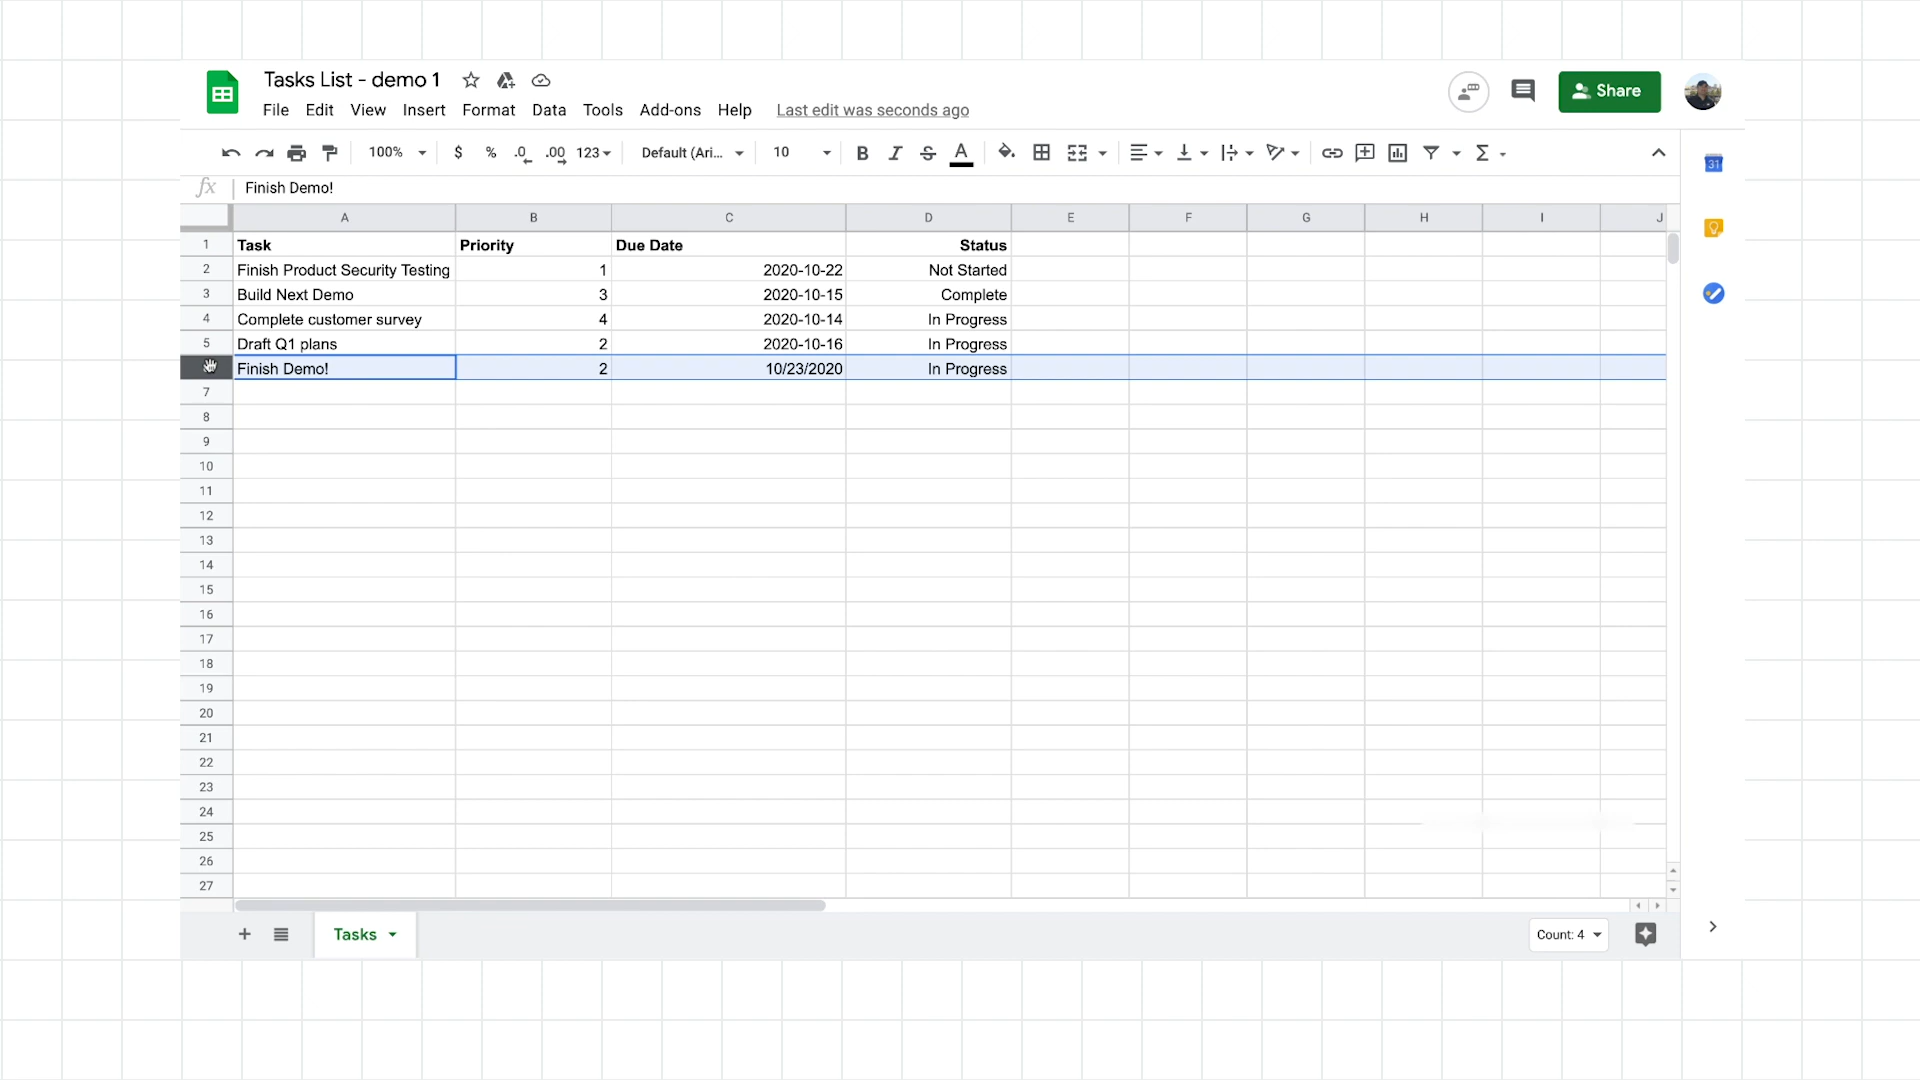 Tasks List - demo 1
File Edit View Insert Format Data Tools Add-ons Help Last edit was seconds ago
Share
100% $ % .0 .00 123 Default (Ari... 10 B I S A
31
fx Finish Demo!
A B C D E F G H I J
1 Task Priority Due Date Status
2 Finish Product Security Testing 1 2020-10-22 Not Started
3 Build Next Demo 3 2020-10-15 Complete
4 Complete customer survey 4 2020-10-14 In Progress
5 Draft Q1 plans 2 2020-10-16 In Progress
Finish Demo! 2 10/23/2020 In Progress
7
8
9
10
11
12
13
14
15
16
17
18
19
20
21
22
23
24
25
26
27
Tasks
Count: 4